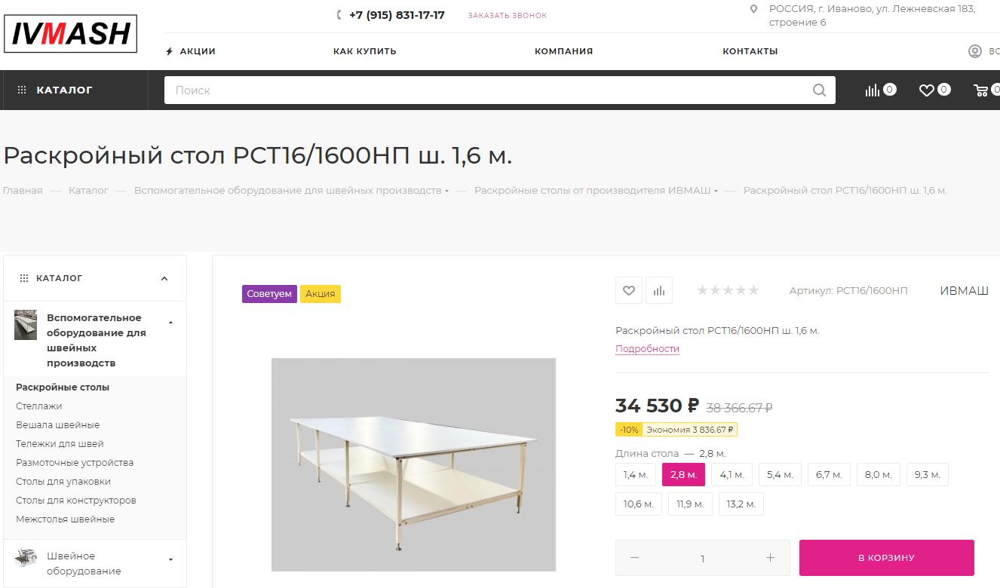 IVMASH
+7 (915) 831-17-17
ЗАКАЗАТЬ ЗВОНОК
РОССИЯ, г. Иваново, ул. Лежневская 183,
строение 6
АКЦИИ
КАК КУПИТЬ
КОМПАНИЯ
КОНТАКТЫ
КАТАЛОГ
Поиск
0
0
0
Раскройный стол РСТ16/1600НП ш. 1,6 м.
Главная — Каталог — Вспомогательное оборудование для швейных производств — Раскройные столы от производителя ИВМАШ — Раскройный стол РСТ16/1600НП ш. 1,6 м.
КАТАЛОГ
Вспомогательное
оборудование для
швейных
производств
Раскройные столы
Стеллажи
Вешала швейные
Тележки для швей
Размоточные устройства
Столы для упаковки
Столы для конструкторов
Межстолья швейные
Швейное
оборудование
Советуем
Акция
Артикул: РСТ16/1600НП
ИВМАШ
Раскройный стол РСТ16/1600НП ш. 1,6 м.
Подробности
34 530 ₽ 38 366.67 ₽
-10% Экономия 3 836.67 ₽
Длина стола — 2,8 м.
1,4 м. 2,8 м. 4,1 м. 5,4 м. 6,7 м. 8,0 м. 9,3 м.
10,6 м. 11,9 м. 13,2 м.
— 1 +
В КОРЗИНУ